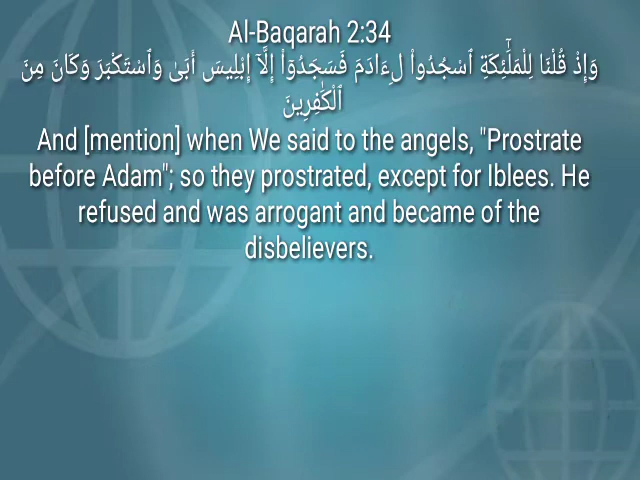 Al-Baqarah 2:34
وَإِذْ قُلْنَا لِلْمَلَٰٓئِكَةِ ٱسْجُدُوا۟ لِـَٔادَمَ فَسَجَدُوٓا۟ إِلَّآ إِبْلِيسَ أَبَىٰ وَٱسْتَكْبَرَ وَكَانَ مِنَ
ٱلْكَٰفِرِينَ
And [mention] when We said to the angels, "Prostrate
before Adam"; so they prostrated, except for Iblees. He
refused and was arrogant and became of the
disbelievers.